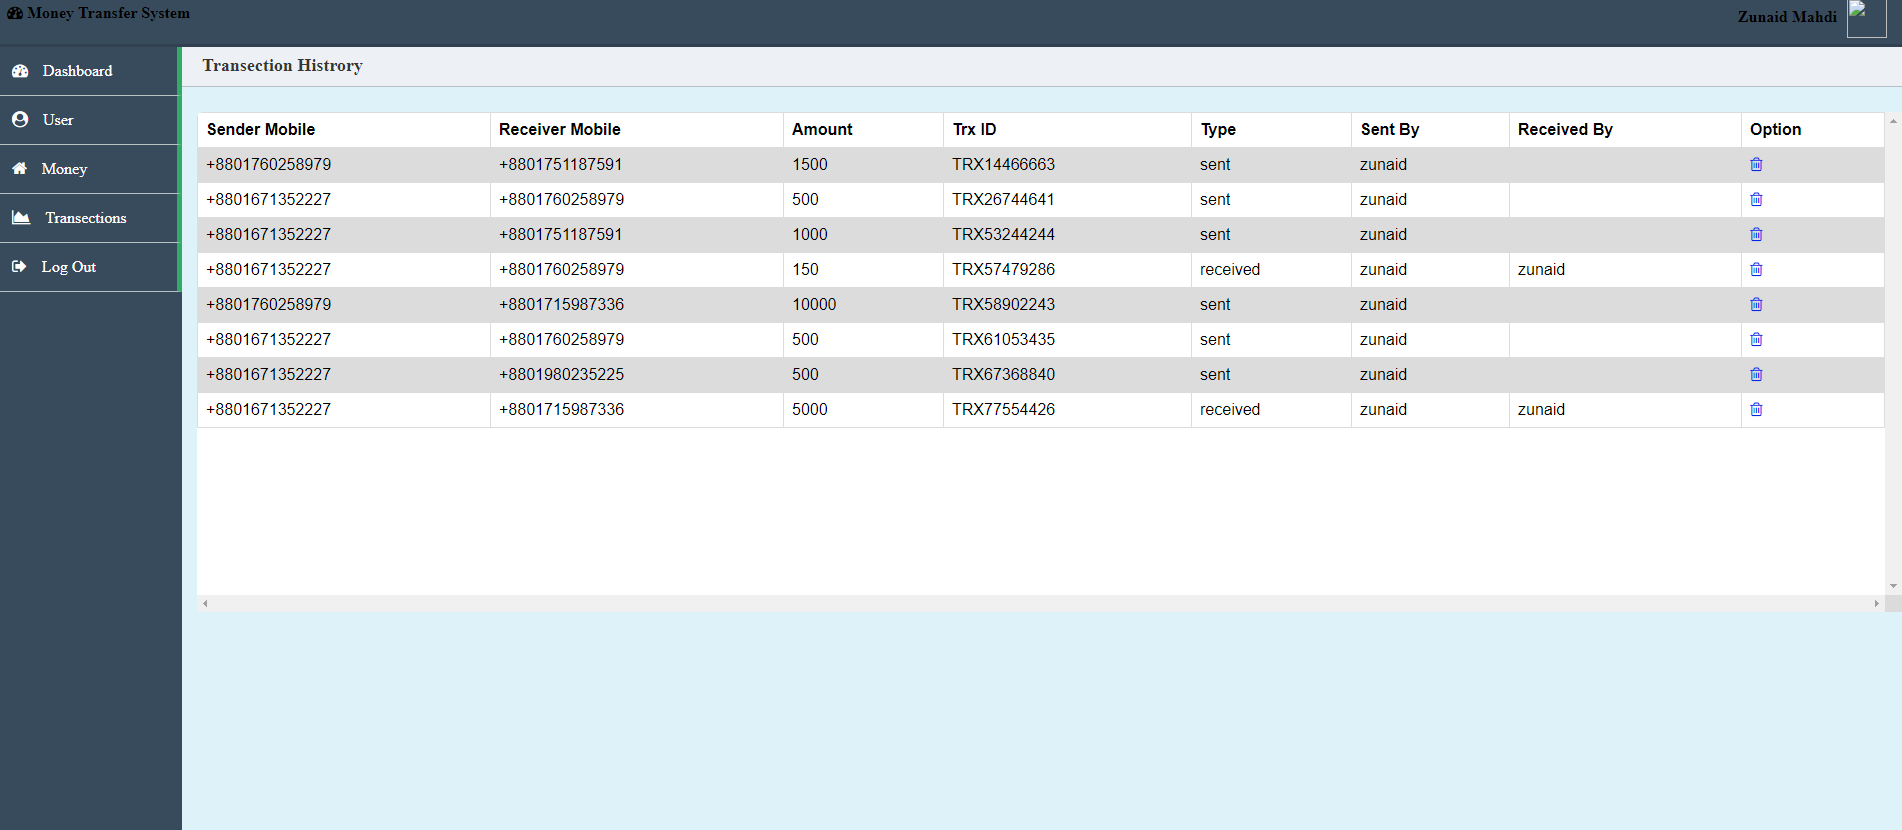 Money Transfer System
Zunaid Mahdi
Dashboard
User
Money
Transections
Log Out
Transection Histrory
Sender Mobile Receiver Mobile Amount Trx ID Type Sent By Received By Option
+8801760258979 +8801751187591 1500 TRX14466663 sent zunaid
+8801671352227 +8801760258979 500 TRX26744641 sent zunaid
+8801671352227 +8801751187591 1000 TRX53244244 sent zunaid
+8801671352227 +8801760258979 150 TRX57479286 received zunaid zunaid
+8801760258979 +8801715987336 10000 TRX58902243 sent zunaid
+8801671352227 +8801760258979 500 TRX61053435 sent zunaid
+8801671352227 +8801980235225 500 TRX67368840 sent zunaid
+8801671352227 +8801715987336 5000 TRX77554426 received zunaid zunaid